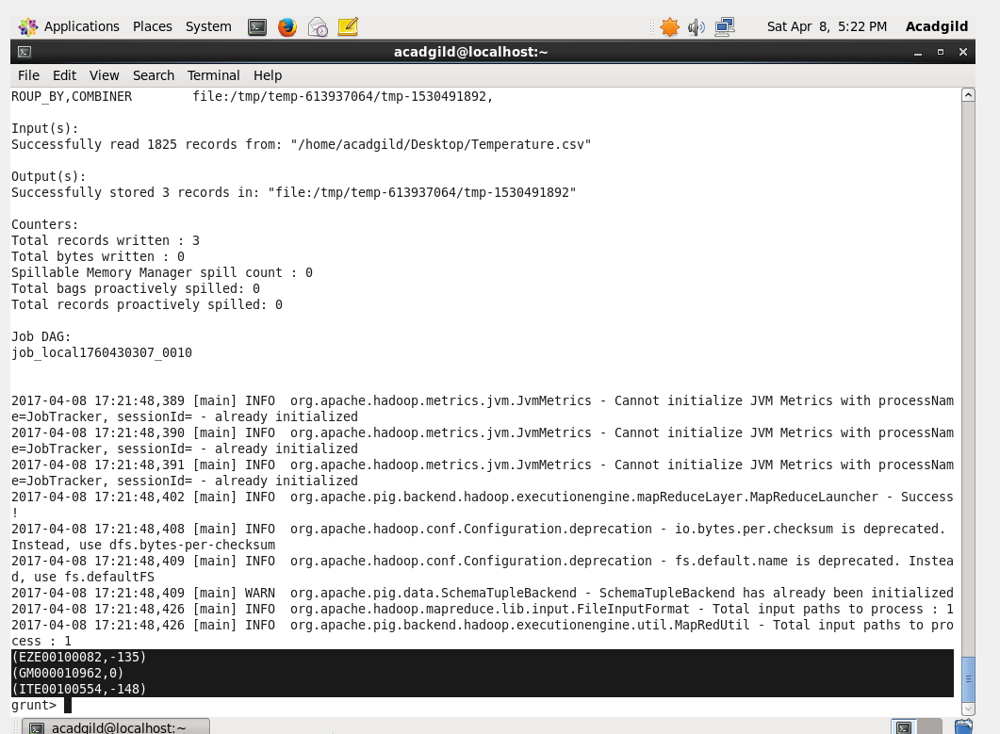 Applications Places System Sat Apr 8, 5:22 PM Acadgild
acadgild@localhost:~
File Edit View Search Terminal Help
ROUP_BY,COMBINER        file:/tmp/temp-613937064/tmp-1530491892,
Input(s):
Successfully read 1825 records from: "/home/acadgild/Desktop/Temperature.csv"
Output(s):
Successfully stored 3 records in: "file:/tmp/temp-613937064/tmp-1530491892"
Counters:
Total records written : 3
Total bytes written : 0
Spillable Memory Manager spill count : 0
Total bags proactively spilled: 0
Total records proactively spilled: 0
Job DAG:
job_local1760430307_0010
2017-04-08 17:21:48,389 [main] INFO  org.apache.hadoop.metrics.jvm.JvmMetrics - Cannot initialize JVM Metrics with processNam
e=JobTracker, sessionId= - already initialized
2017-04-08 17:21:48,390 [main] INFO  org.apache.hadoop.metrics.jvm.JvmMetrics - Cannot initialize JVM Metrics with processNam
e=JobTracker, sessionId= - already initialized
2017-04-08 17:21:48,391 [main] INFO  org.apache.hadoop.metrics.jvm.JvmMetrics - Cannot initialize JVM Metrics with processNam
e=JobTracker, sessionId= - already initialized
2017-04-08 17:21:48,402 [main] INFO  org.apache.pig.backend.hadoop.executionengine.mapReduceLayer.MapReduceLauncher - Success
!
2017-04-08 17:21:48,408 [main] INFO  org.apache.hadoop.conf.Configuration.deprecation - io.bytes.per.checksum is deprecated.
Instead, use dfs.bytes-per-checksum
2017-04-08 17:21:48,409 [main] INFO  org.apache.hadoop.conf.Configuration.deprecation - fs.default.name is deprecated. Instea
d, use fs.defaultFS
2017-04-08 17:21:48,409 [main] WARN  org.apache.pig.data.SchemaTupleBackend - SchemaTupleBackend has already been initialized
2017-04-08 17:21:48,426 [main] INFO  org.apache.hadoop.mapreduce.lib.input.FileInputFormat - Total input paths to process : 1
2017-04-08 17:21:48,426 [main] INFO  org.apache.pig.backend.hadoop.executionengine.util.MapRedUtil - Total input paths to pro
cess : 1
(EZE00100082,-135)
(GM000010962,0)
(ITE00100554,-148)
grunt>
acadgild@localhost:~